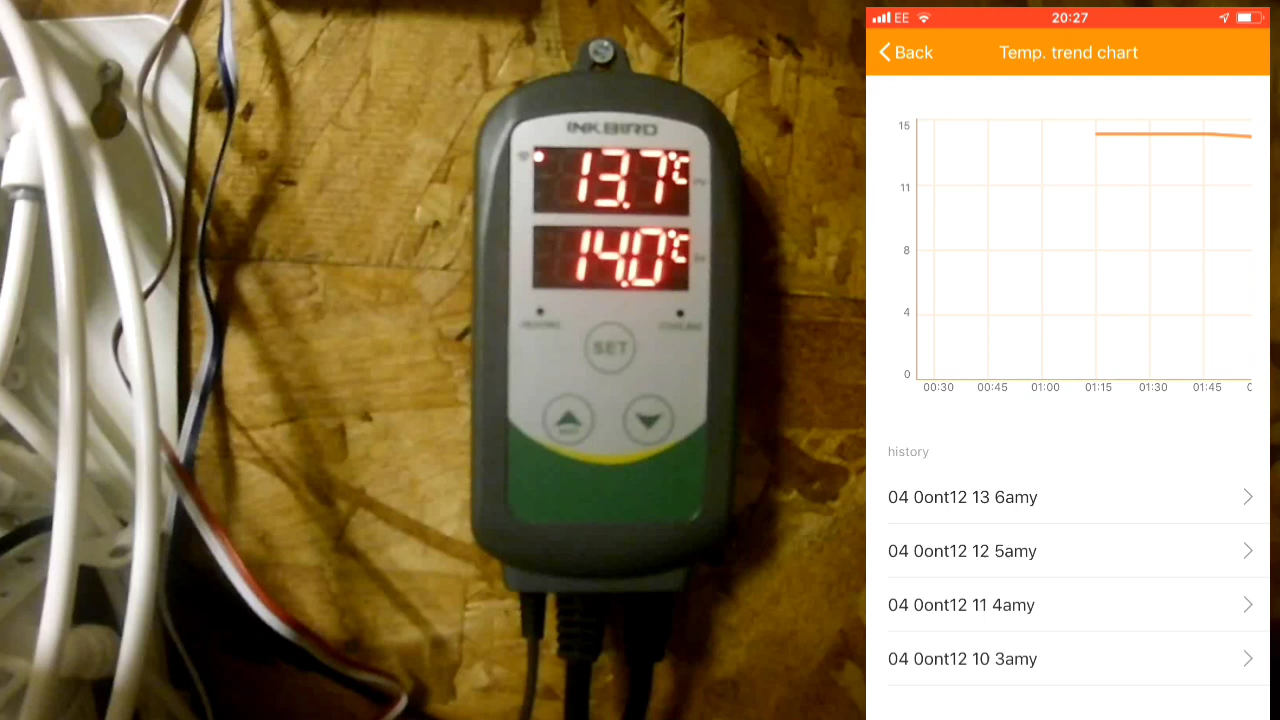 INKBIRD
13.7°C
PV
14.0°C
HEATING
COOLING
SET
EE
20:27
Back
Temp. trend chart
15
11
8
4
0
00:30 00:45 01:00 01:15 01:30 01:45
history
04 0ont12 13 6amy
04 0ont12 12 5amy
04 0ont12 11 4amy
04 0ont12 10 3amy